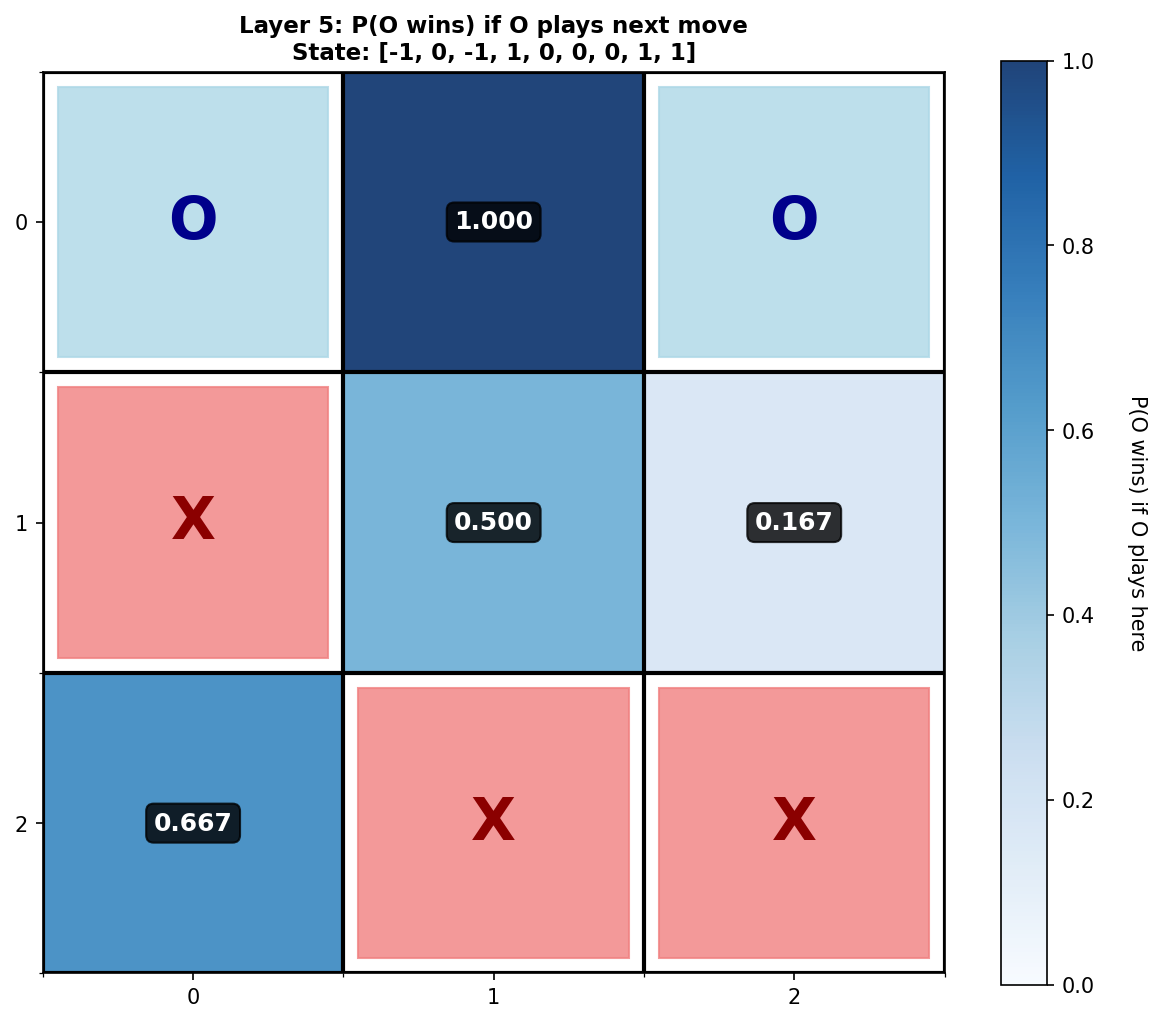 Layer 5: P(O wins) if O plays next move
State: [-1, 0, -1, 1, 0, 0, 0, 1, 1]
0
O
1.000
O
1
X
0.500
0.167
2
0.667
X
X
0
1
2
1.0
0.8
0.6
0.4
0.2
0.0
P(O wins) if O plays here